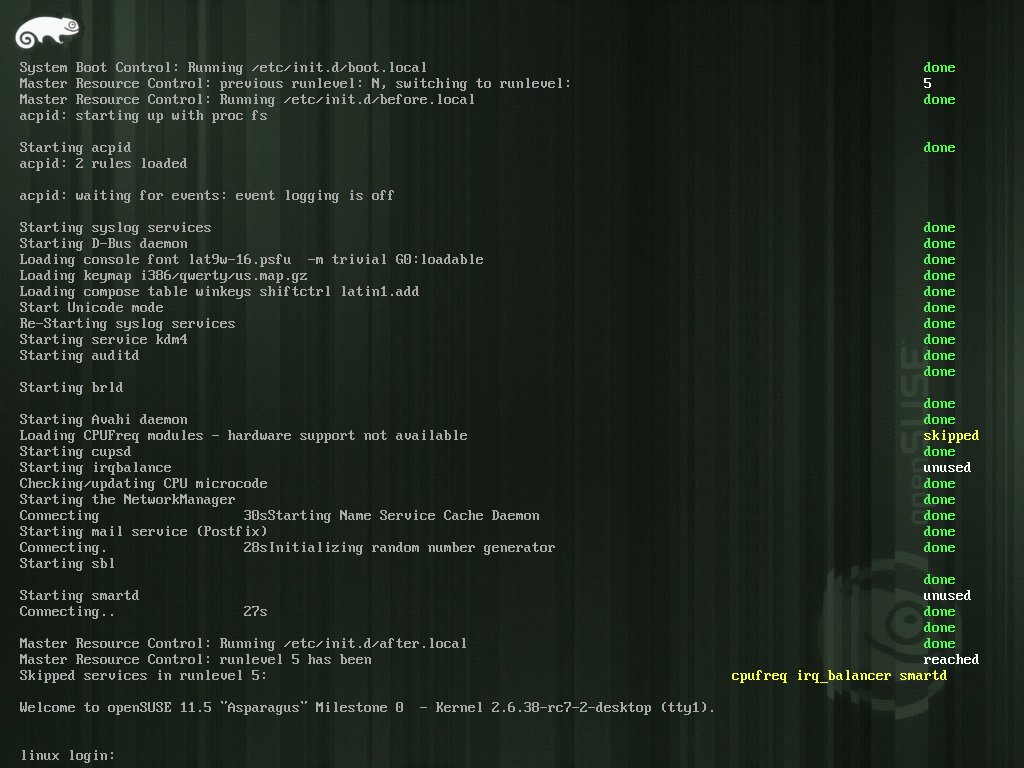 System Boot Control: Running /etc/init.d/boot.local done
Master Resource Control: previous runlevel: N, switching to runlevel: 5
Master Resource Control: Running /etc/init.d/before.local done
acpid: starting up with proc fs
Starting acpid done
acpid: 2 rules loaded
acpid: waiting for events: event logging is off
Starting syslog services done
Starting D-Bus daemon done
Loading console font lat9w-16.psfu  -m trivial G0:loadable done
Loading keymap i386/qwerty/us.map.gz done
Loading compose table winkeys shiftctrl latin1.add done
Start Unicode mode done
Re-Starting syslog services done
Starting service kdm4 done
Starting auditd done
done
Starting brld
done
Starting Avahi daemon done
Loading CPUFreq modules - hardware support not available skipped
Starting cupsd done
Starting irqbalance unused
Checking/updating CPU microcode done
Starting the NetworkManager done
Connecting 30sStarting Name Service Cache Daemon done
Starting mail service (Postfix) done
Connecting. 28sInitializing random number generator done
Starting sbl
done
Starting smartd unused
Connecting.. 27s done
done
Master Resource Control: Running /etc/init.d/after.local done
Master Resource Control: runlevel 5 has been reached
Skipped services in runlevel 5: cpufreq irq_balancer smartd
Welcome to openSUSE 11.5 "Asparagus" Milestone 0  - Kernel 2.6.38-rc7-2-desktop (tty1).
linux login:
openSUSE